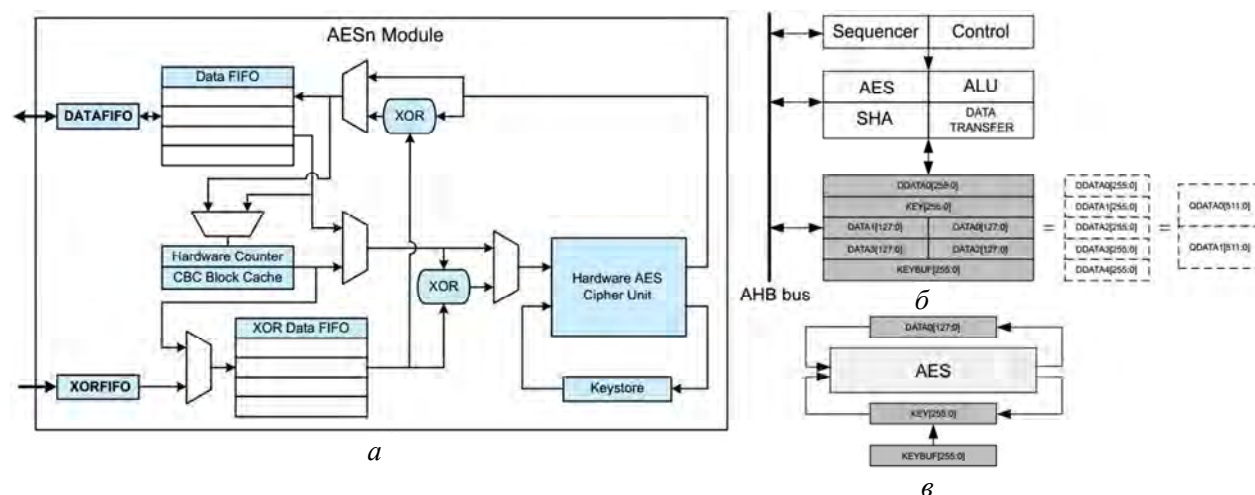 AESn Module
Data FIFO
DATAFIFO
XOR
Hardware Counter
CBC Block Cache
XOR
Hardware AES
Cipher Unit
XOR Data FIFO
XORFIFO
Keystore
а
Sequencer
Control
AES
ALU
SHA
DATA
TRANSFER
DDATA0[255:0]
KEY[255:0]
DATA1[127:0]
DATA0[127:0]
DATA3[127:0]
DATA2[127:0]
KEYBUF[255:0]
=
DDATA0[255:0]
DDATA1[255:0]
DDATA2[255:0]
DDATA3[255:0]
DDATA4[255:0]
=
QDATA0[511:0]
QDATA1[511:0]
AHB bus
б
DATA0[127:0]
AES
KEY[255:0]
KEYBUF[255:0]
в